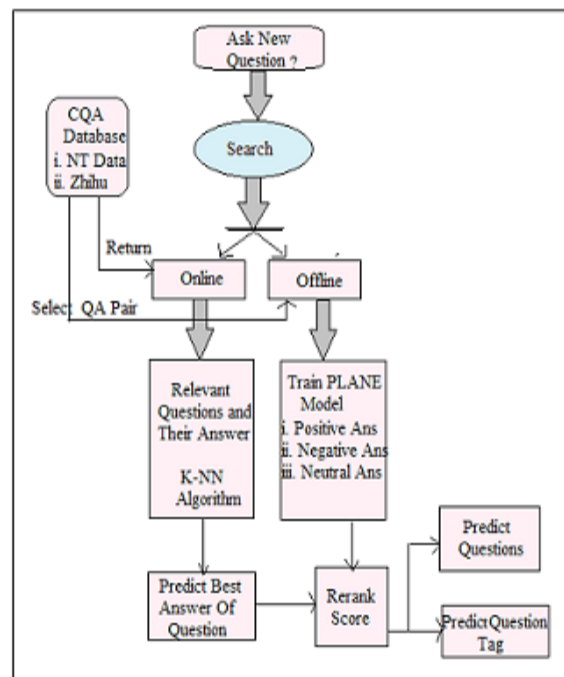 Ask New
Question ?
CQA
Database
i. NT Data
ii. Zhihu
Search
Return
Online
Offline
Select QA Pair
Relevant
Questions and
Their Answer
K-NN
Algorithm
Train PLANE
Model
i. Positive Ans
ii. Negative Ans
iii. Neutral Ans
Predict Best
Answer Of
Question
Rerank
Score
Predict
Questions
PredictQuestion
Tag